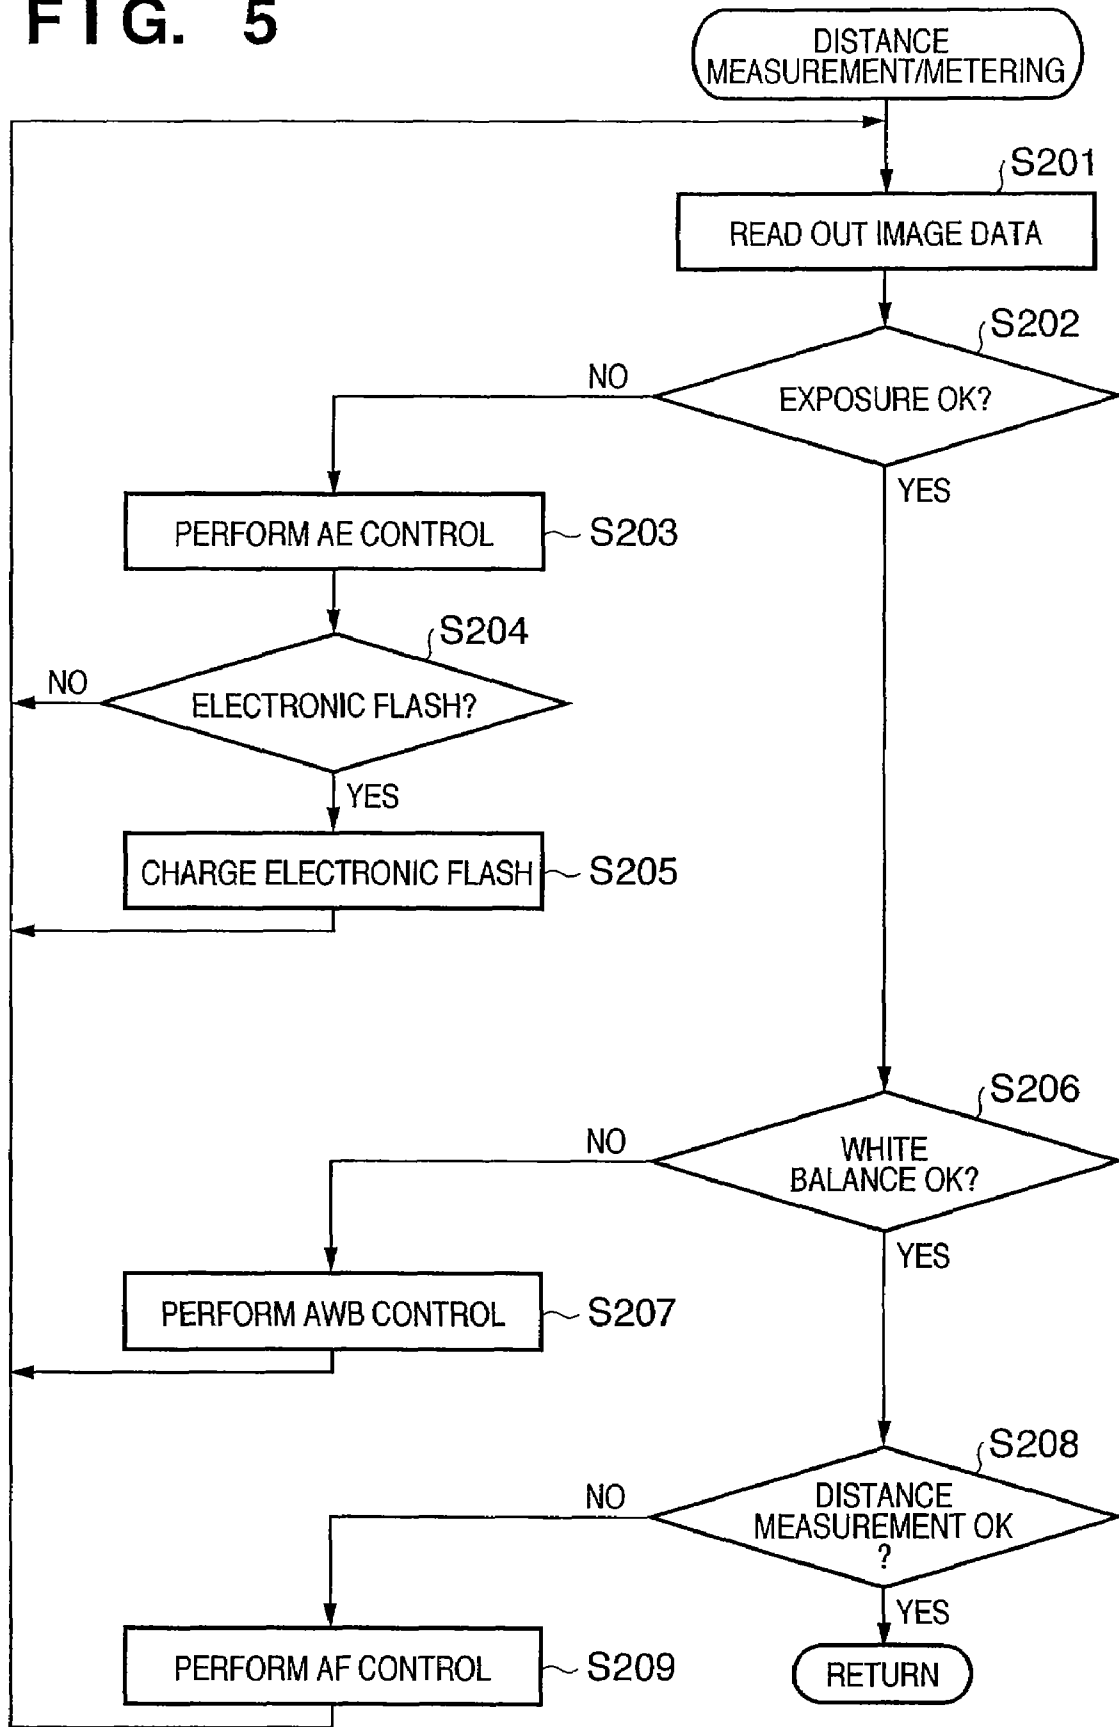 FIG. 5
DISTANCE
MEASUREMENT/METERING
S201
READ OUT IMAGE DATA
S202
NO
EXPOSURE OK?
YES
PERFORM AE CONTROL
S203
S204
NO
ELECTRONIC FLASH?
YES
CHARGE ELECTRONIC FLASH
S205
S206
NO
WHITE
BALANCE OK?
YES
PERFORM AWB CONTROL
S207
S208
NO
DISTANCE
MEASUREMENT OK
?
YES
PERFORM AF CONTROL
S209
RETURN